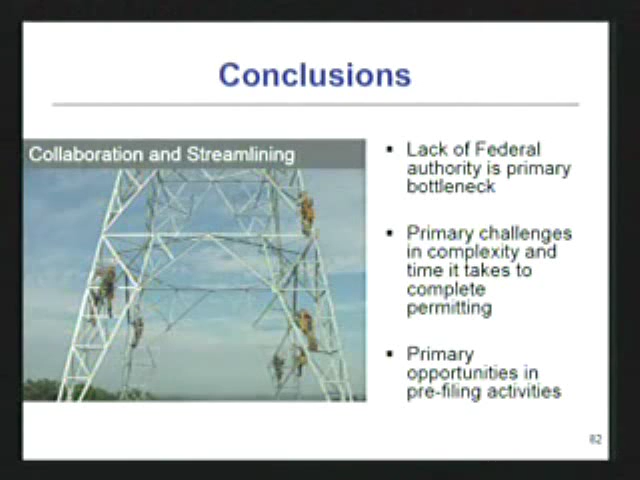 Conclusions
Collaboration and Streamlining
▪ Lack of Federal
authority is primary
bottleneck
▪ Primary challenges
in complexity and
time it takes to
complete
permitting
▪ Primary
opportunities in
pre-filing activities
82